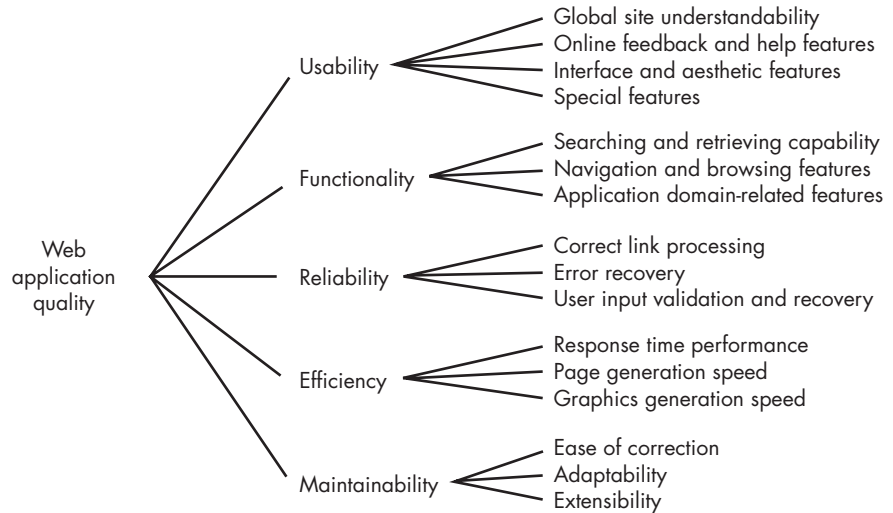 Web
application
quality
Usability
Global site understandability
Online feedback and help features
Interface and aesthetic features
Special features
Functionality
Searching and retrieving capability
Navigation and browsing features
Application domain-related features
Reliability
Correct link processing
Error recovery
User input validation and recovery
Efficiency
Response time performance
Page generation speed
Graphics generation speed
Maintainability
Ease of correction
Adaptability
Extensibility